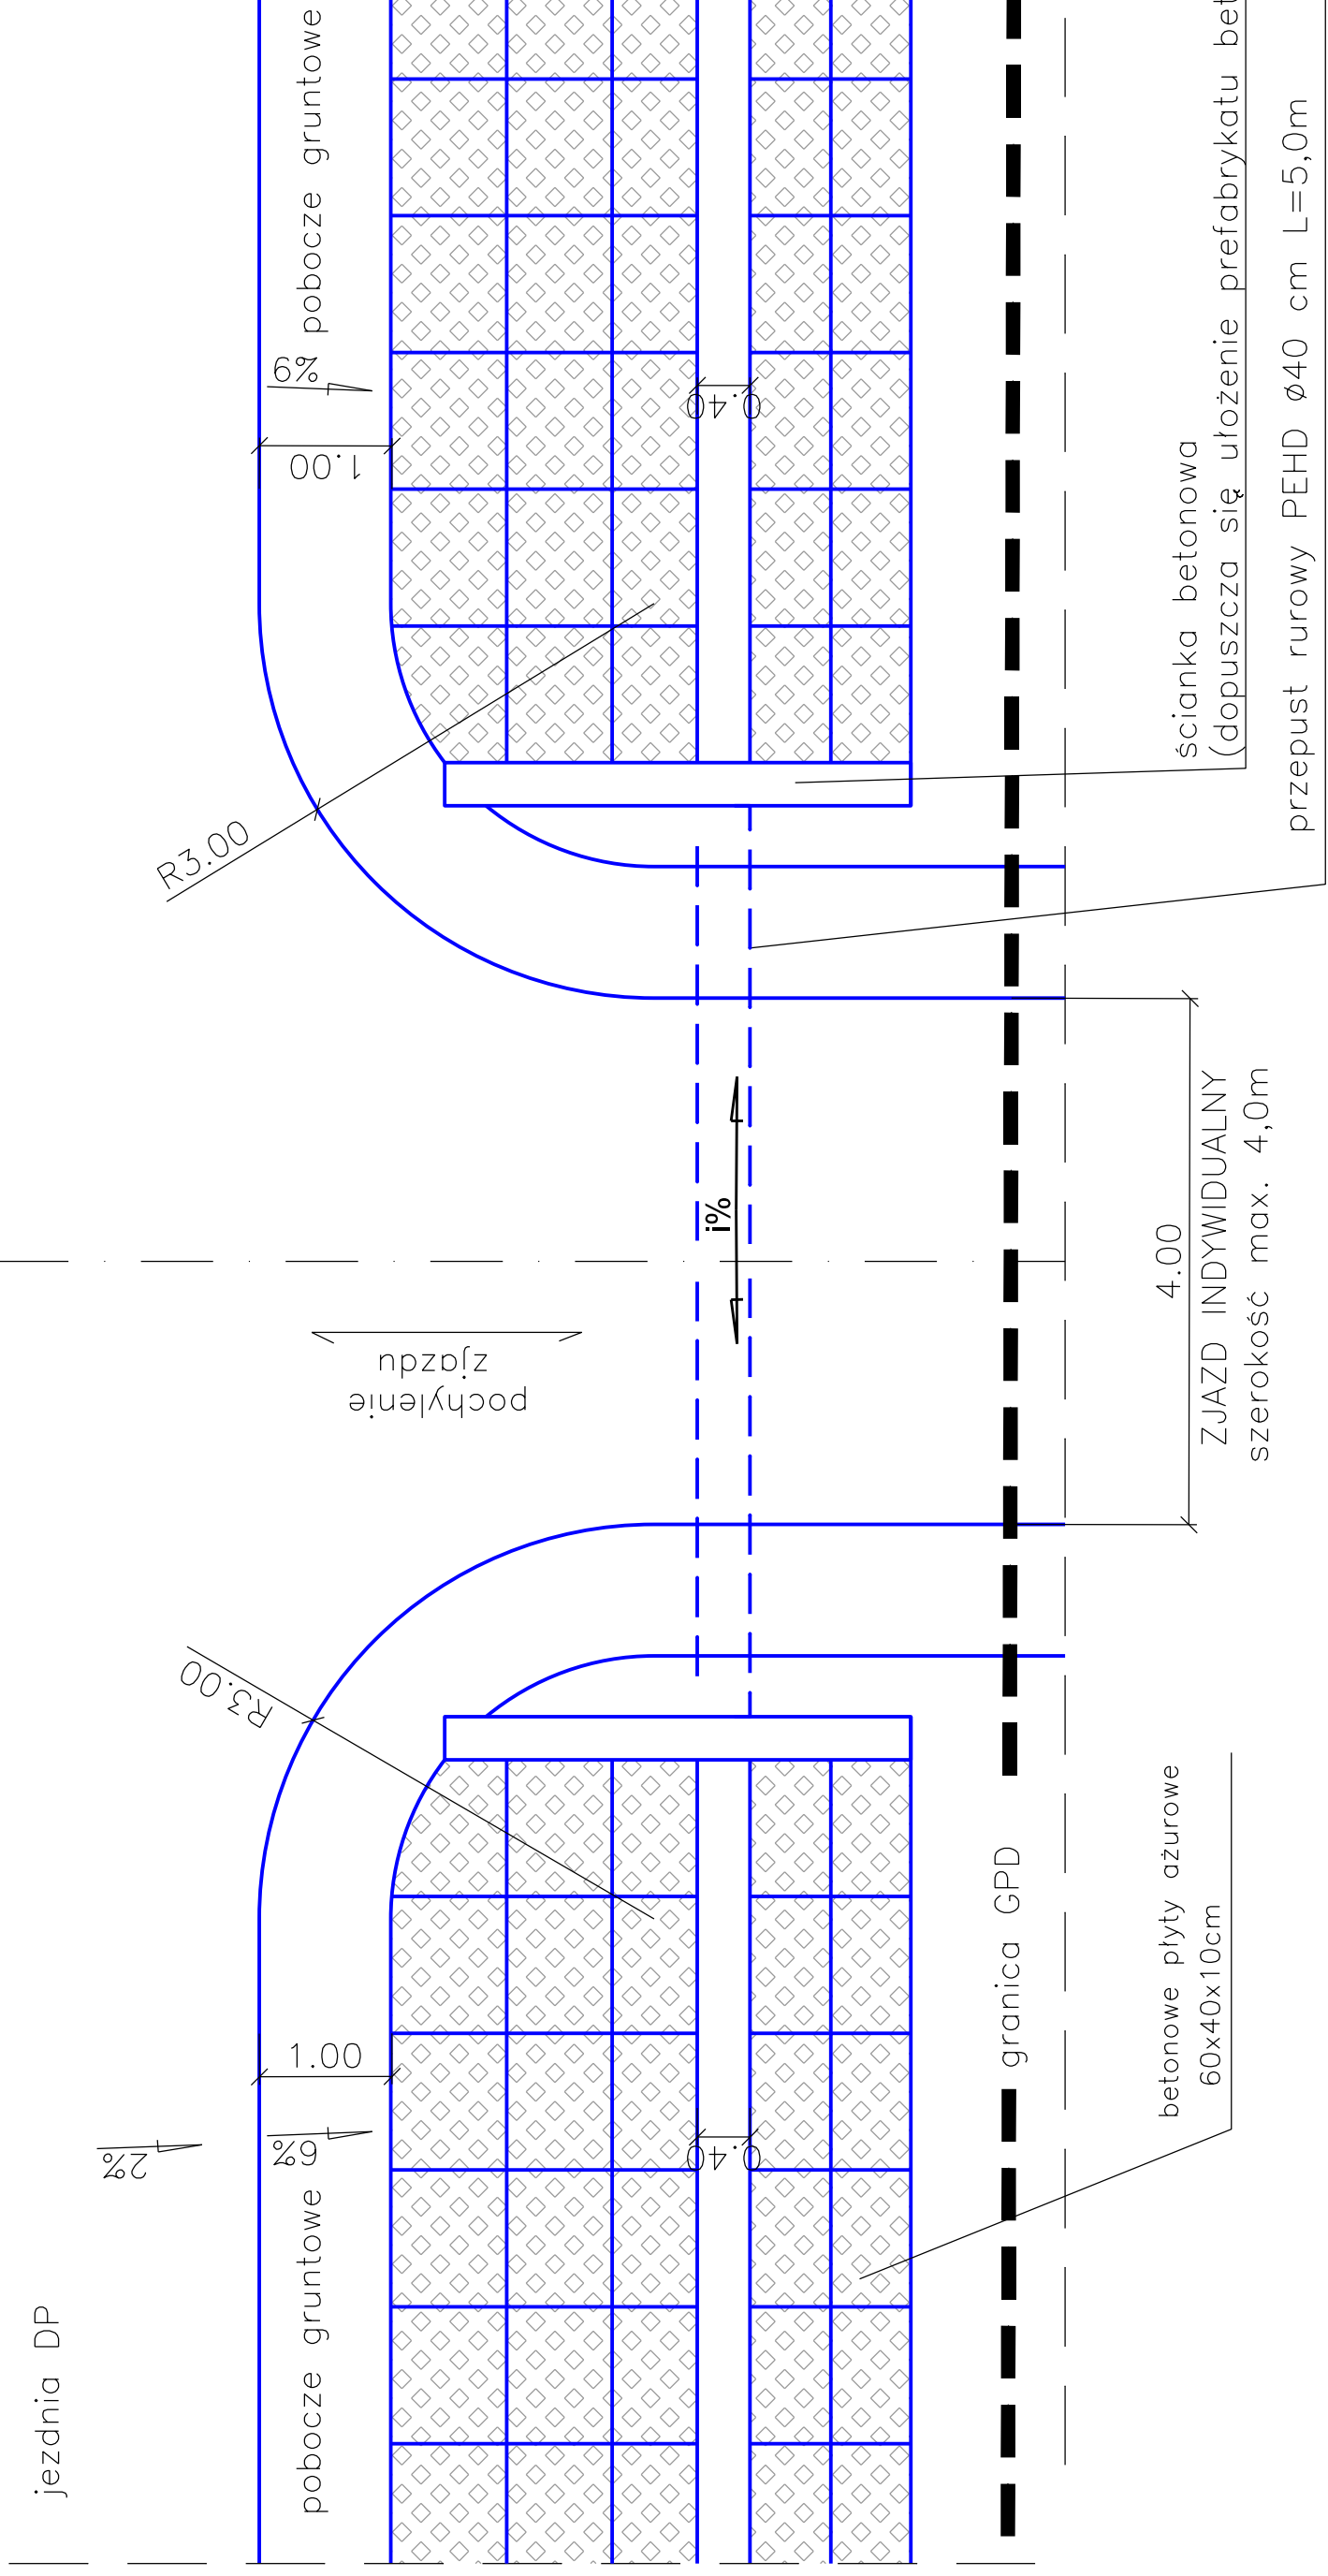 jezdnia DP
2%
pobocze gruntowe
6%
1.00
R3.00
0.40
granica GPD
betonowe płyty ażurowe
60x40x10cm
pochylenie
zjazdu
i%
4.00
ZJAZD INDYWIDUALNY
szerokość max. 4,0m
R3.00
1.00
6%
pobocze gruntowe
0.40
ścianka betonowa
(dopuszcza się ułożenie prefabrykatu bet
przepust rurowy PEHD ø40 cm L=5,0m